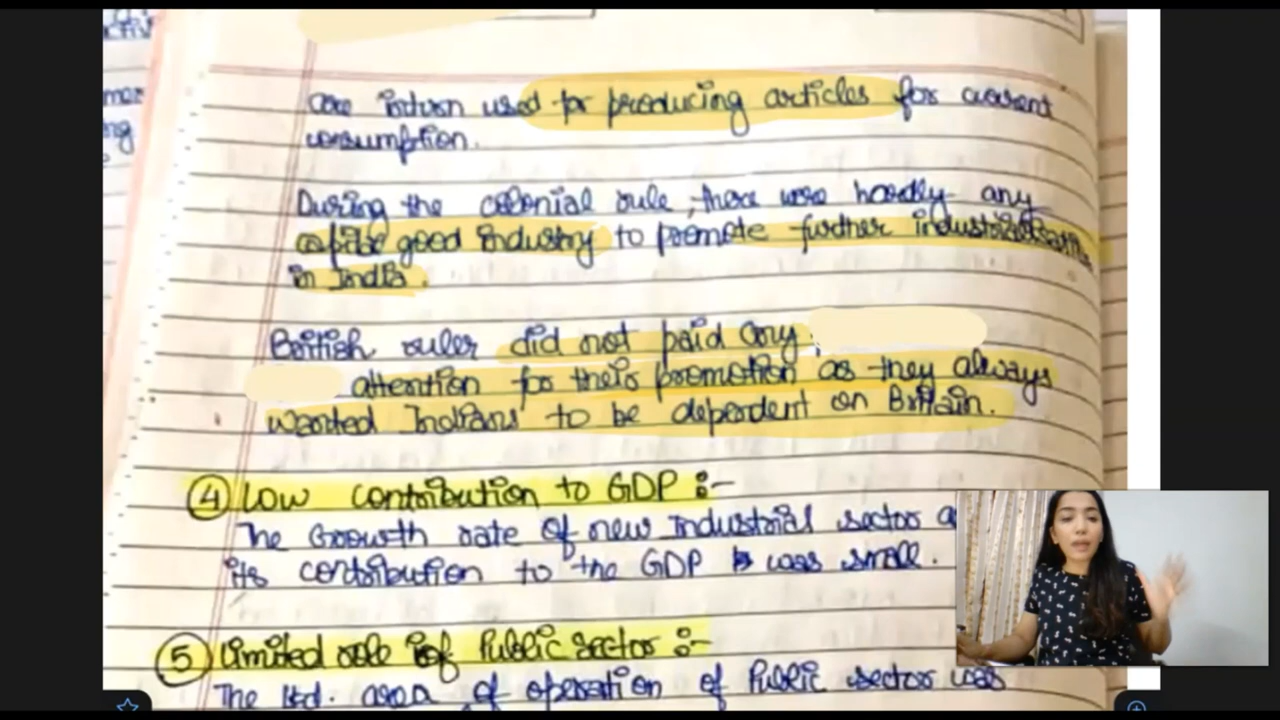 are inturn used for producing articles for current
consumption.
During the colonial rule, there were hardly any
capital good industry to promote further industrialisation
in India.
British ruler did not paid any
attention for their promotion as they always
wanted Indians to be dependent on Britain.
4 Low contribution to GDP :-
The Growth rate of new industrial sector a
its contribution to the GDP was small.
5 Limited role of Public sector :-
The ltd. area of operation of Public sector was